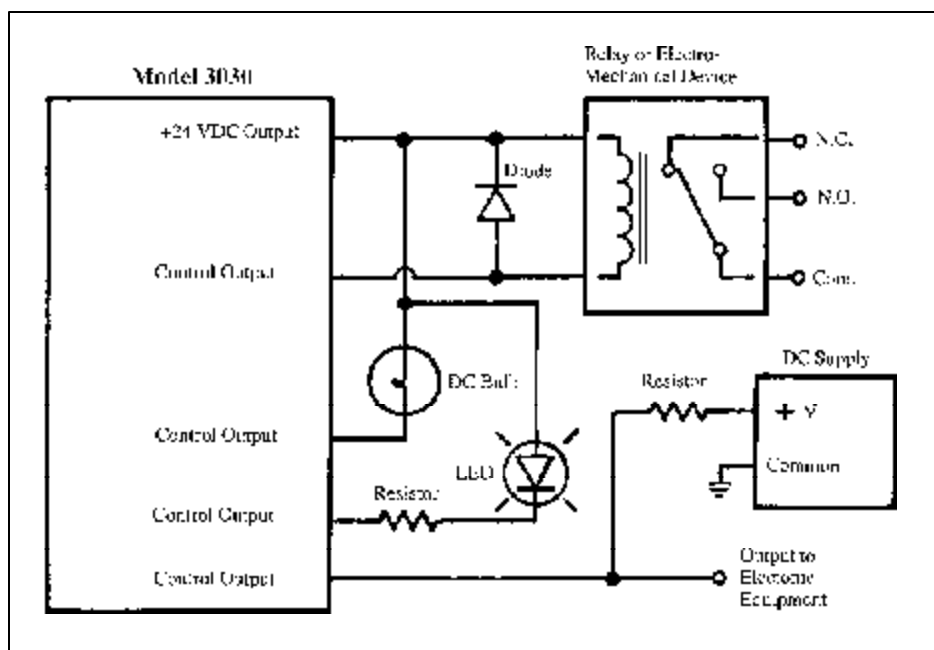 Relay or Electro-
Mechanical Device
Model 3030
+24 VDC Output
N.C.
Diode
N.O.
Control Output
Com.
DC Supply
DC Bulb
Resistor
+ V
Control Output
LED
Common
Resistor
Control Output
Control Output
Output to
Electronic
Equipment